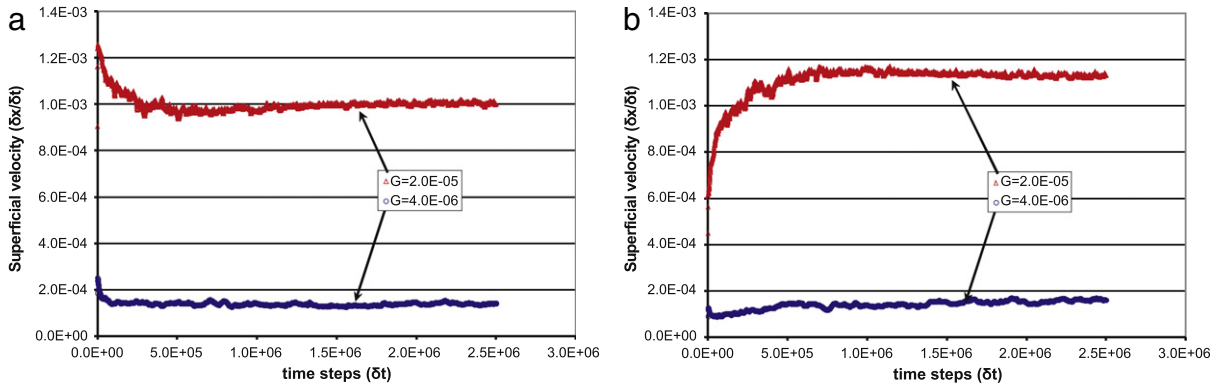 a
1.4E-03
1.2E-03
1.0E-03
8.0E-04
6.0E-04
4.0E-04
2.0E-04
0.0E+00
Superficial velocity (δx/δt)
G=2.0E-05
G=4.0E-06
0.0E+00 5.0E+05 1.0E+06 1.5E+06 2.0E+06 2.5E+06 3.0E+06
time steps (δt)
b
1.4E-03
1.2E-03
1.0E-03
8.0E-04
6.0E-04
4.0E-04
2.0E-04
0.0E+00
Superficial velocity (δx/δt)
G=2.0E-05
G=4.0E-06
0.0E+00 5.0E+05 1.0E+06 1.5E+06 2.0E+06 2.5E+06 3.0E+06
time steps (δt)